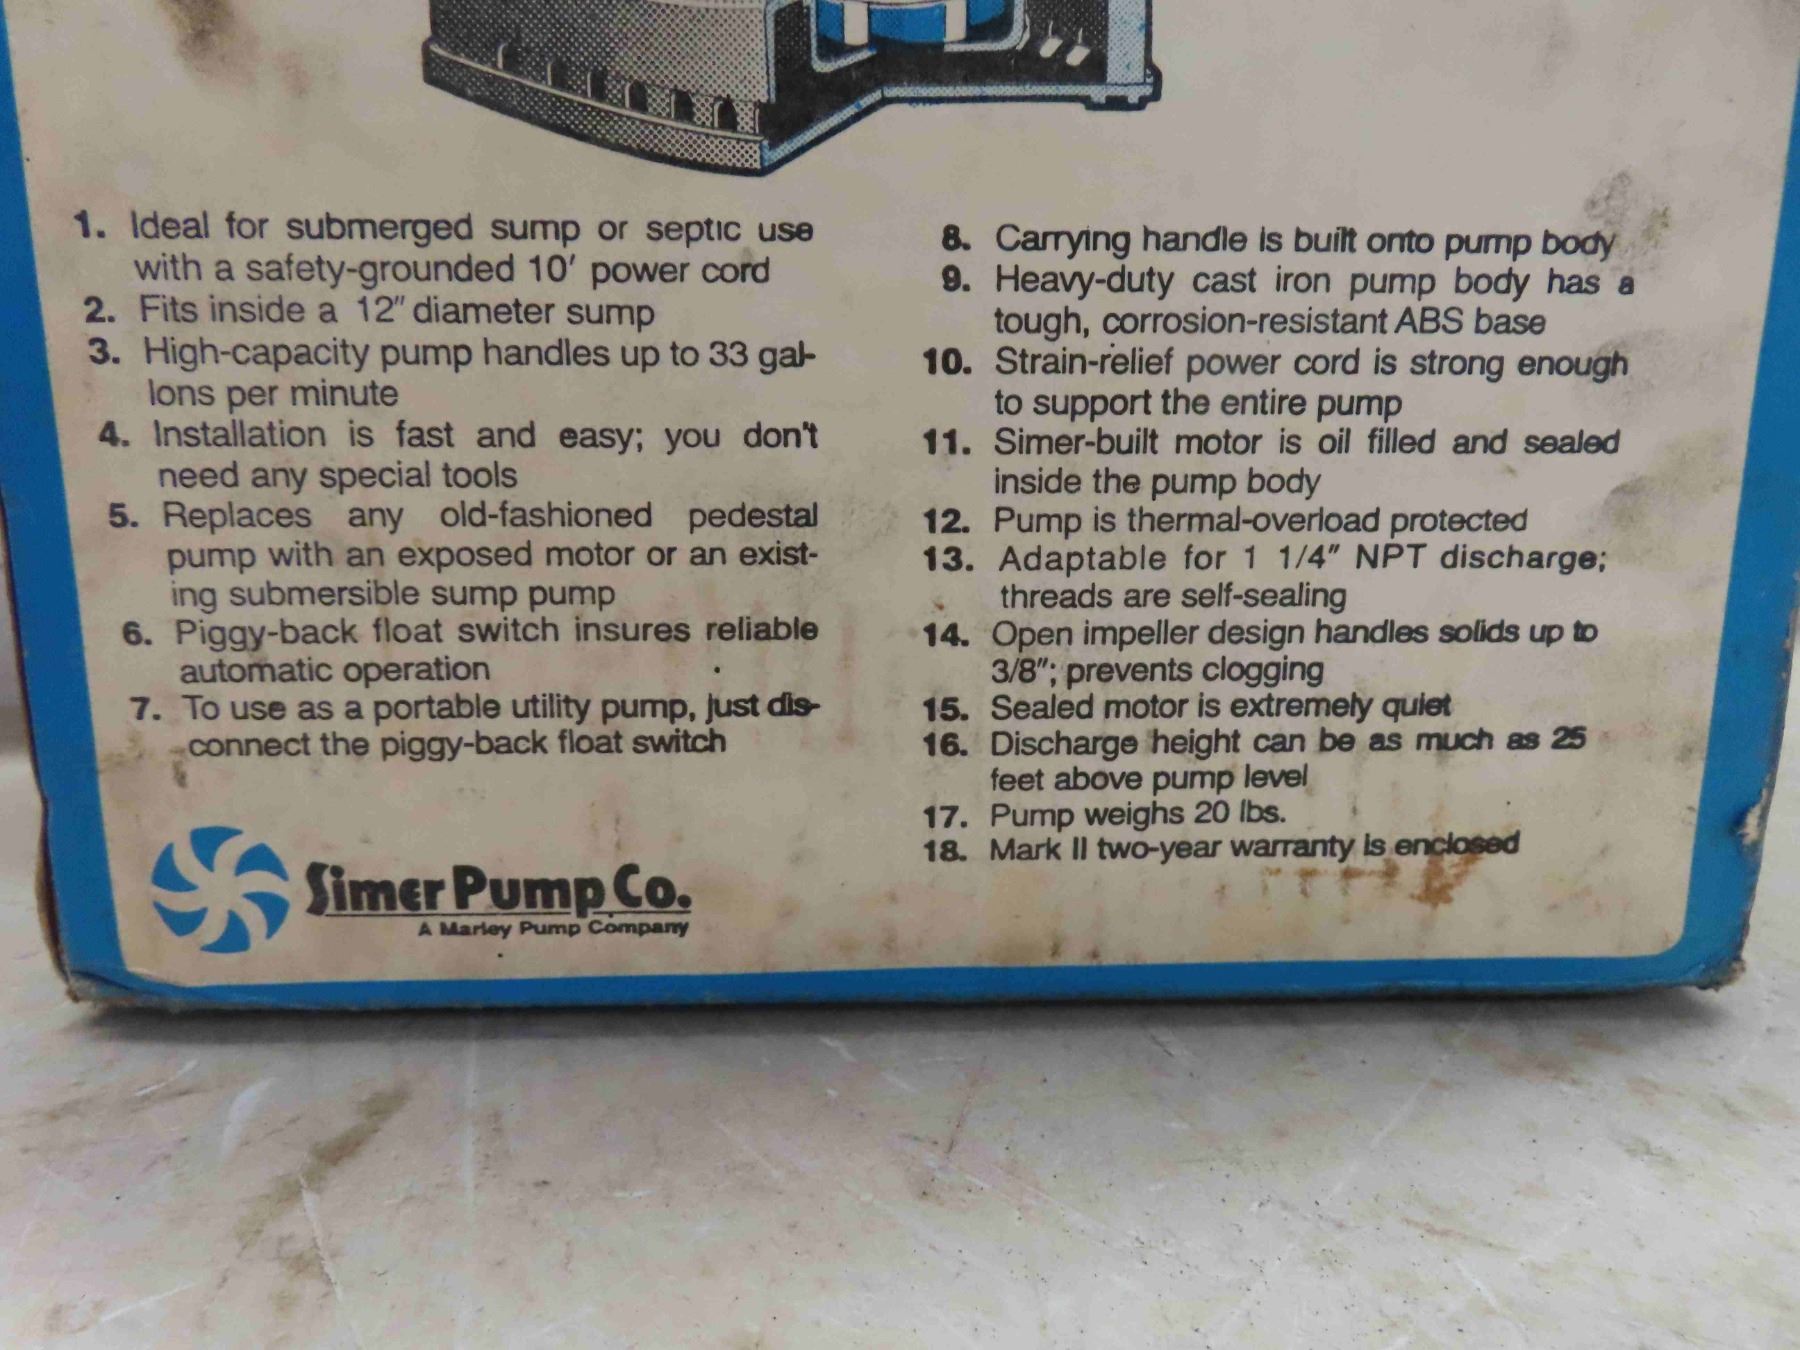 1. Ideal for submerged sump or septic use
with a safety-grounded 10' power cord
2. Fits inside a 12" diameter sump
3. High-capacity pump handles up to 33 gal-
lons per minute
4. Installation is fast and easy; you don't
need any special tools
5. Replaces any old-fashioned pedestal
pump with an exposed motor or an exist-
ing submersible sump pump
6. Piggy-back float switch insures reliable
automatic operation
7. To use as a portable utility pump, just dis-
connect the piggy-back float switch
8. Carrying handle is built onto pump body
9. Heavy-duty cast iron pump body has a
tough, corrosion-resistant ABS base
10. Strain-relief power cord is strong enough
to support the entire pump
11. Simer-built motor is oil filled and sealed
inside the pump body
12. Pump is thermal-overload protected
13. Adaptable for 1 1/4" NPT discharge;
threads are self-sealing
14. Open impeller design handles solids up to
3/8"; prevents clogging
15. Sealed motor is extremely quiet
16. Discharge height can be as much as 25
feet above pump level
17. Pump weighs 20 lbs.
18. Mark II two-year warranty is enclosed
Simer Pump Co.
A Marley Pump Company